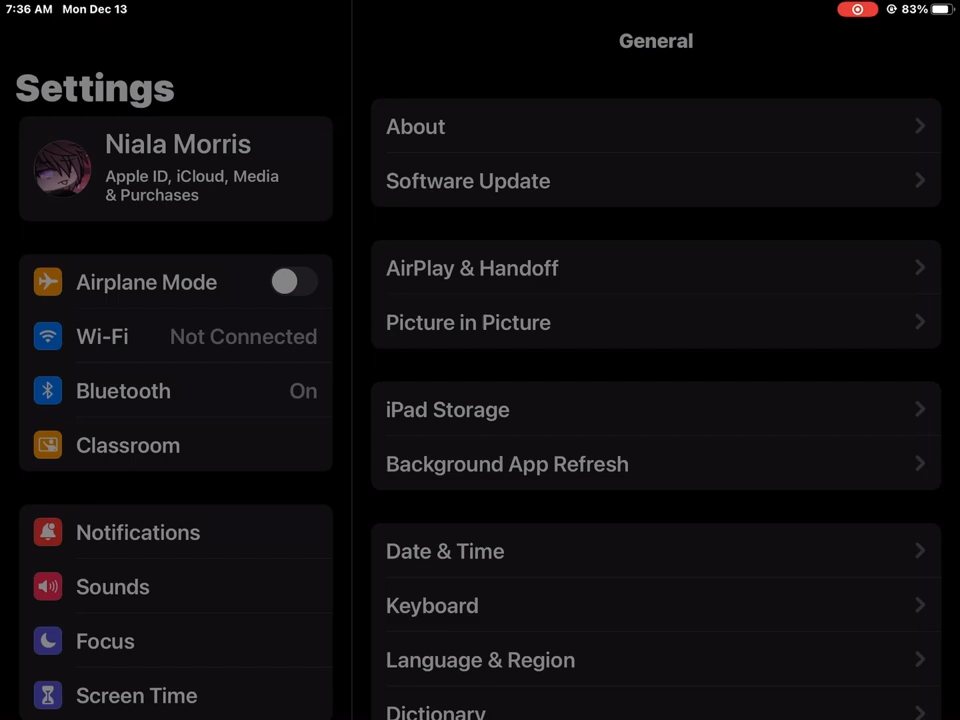 7:36 AM Mon Dec 13
83%
Settings
Niala Morris
Apple ID, iCloud, Media
& Purchases
Airplane Mode
Wi-Fi Not Connected
Bluetooth On
Classroom
Notifications
Sounds
Focus
Screen Time
General
About
Software Update
AirPlay & Handoff
Picture in Picture
iPad Storage
Background App Refresh
Date & Time
Keyboard
Language & Region
Dictionary